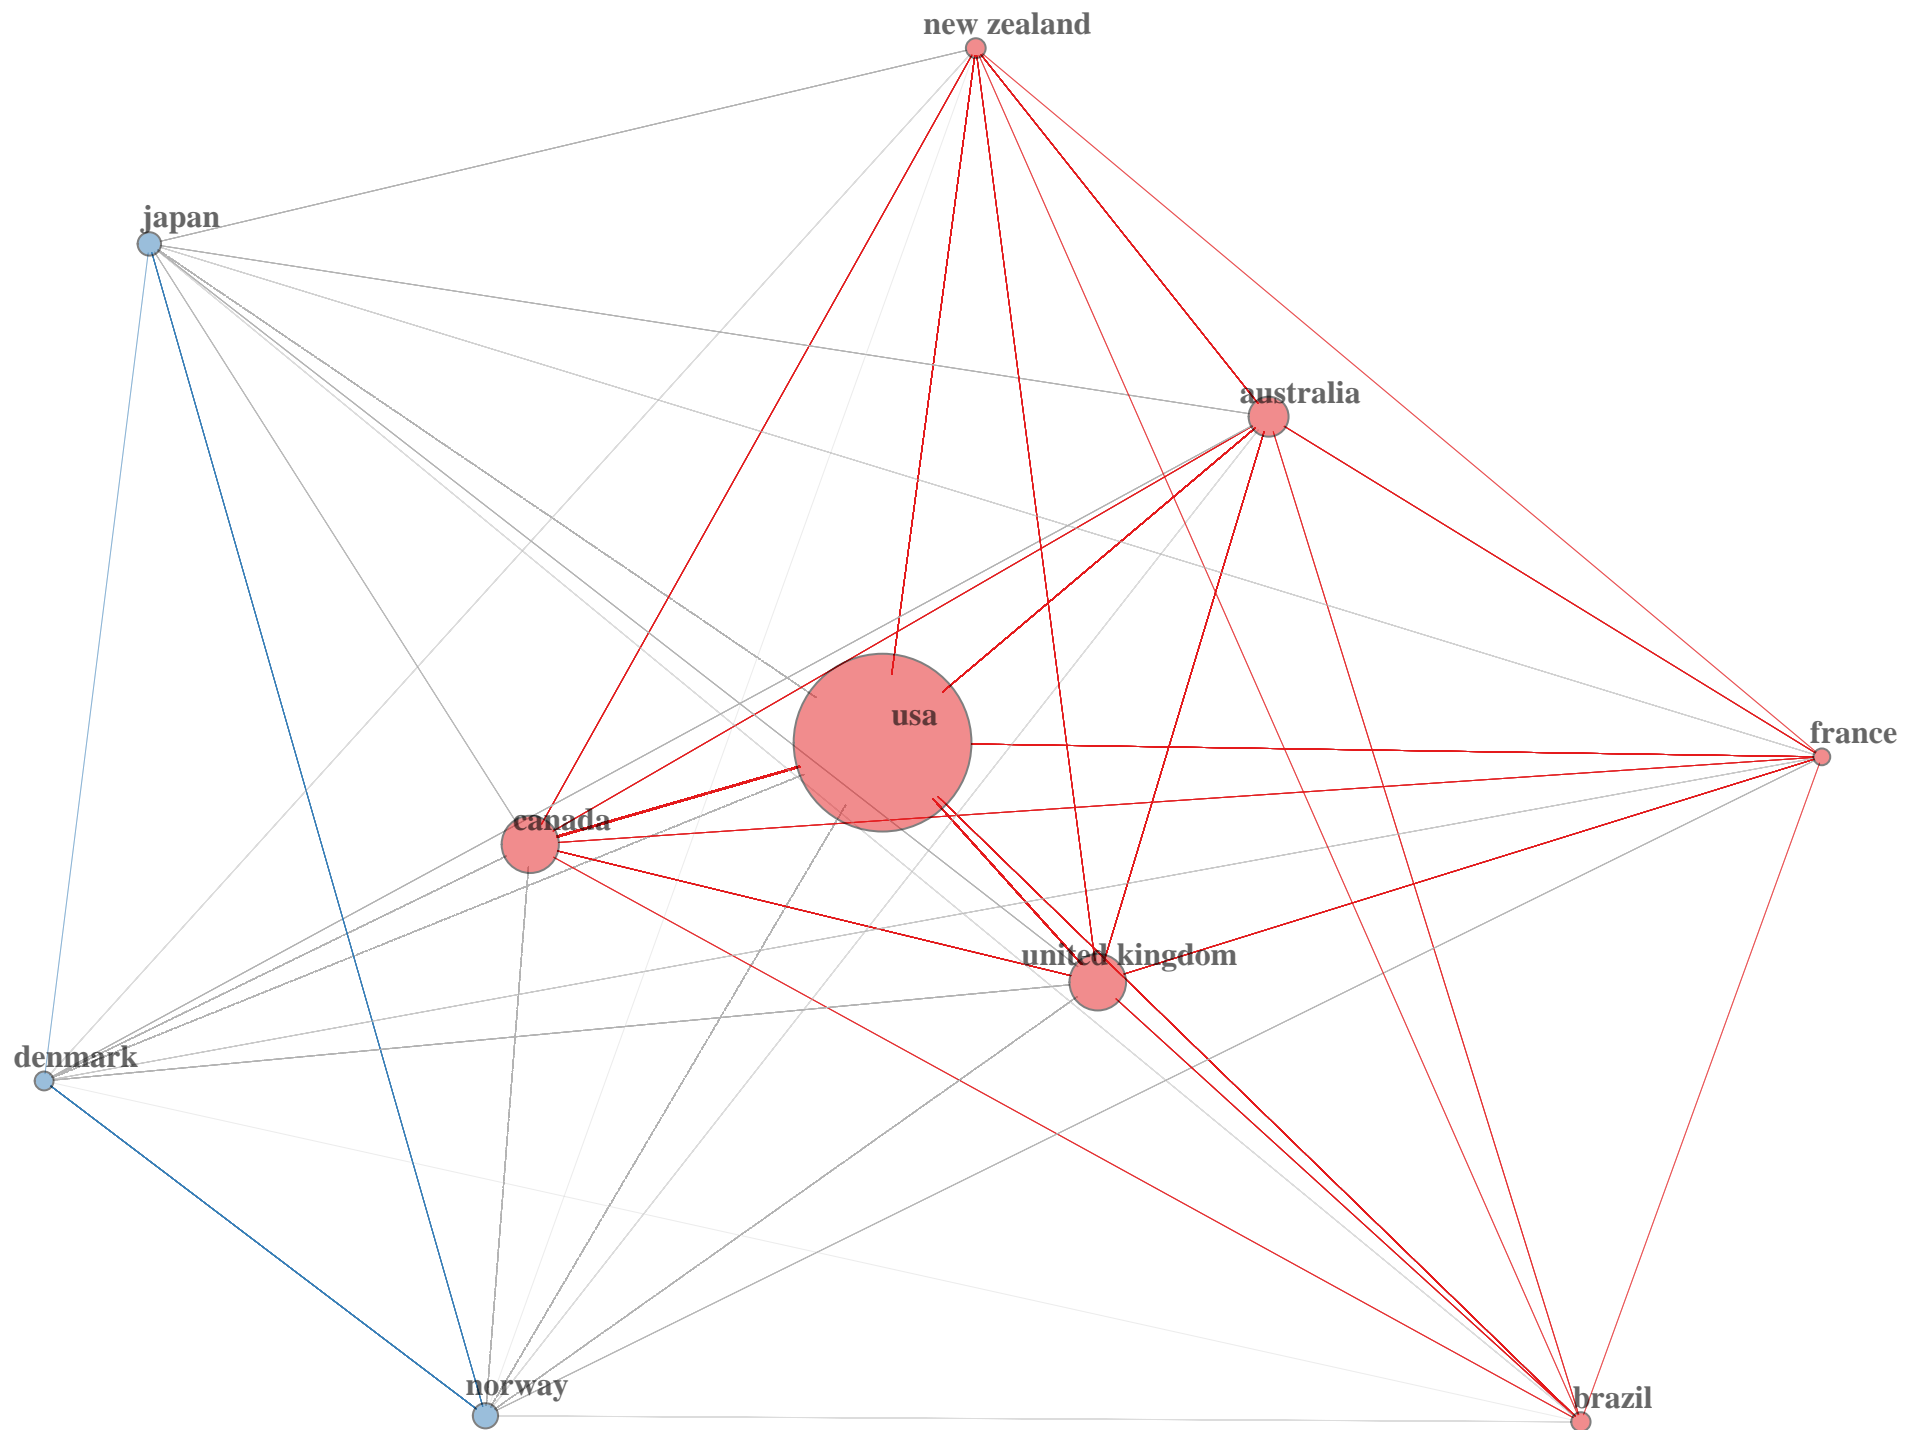 new zealand
japan
australia
usa
france
canada
united kingdom
denmark
norway
brazil